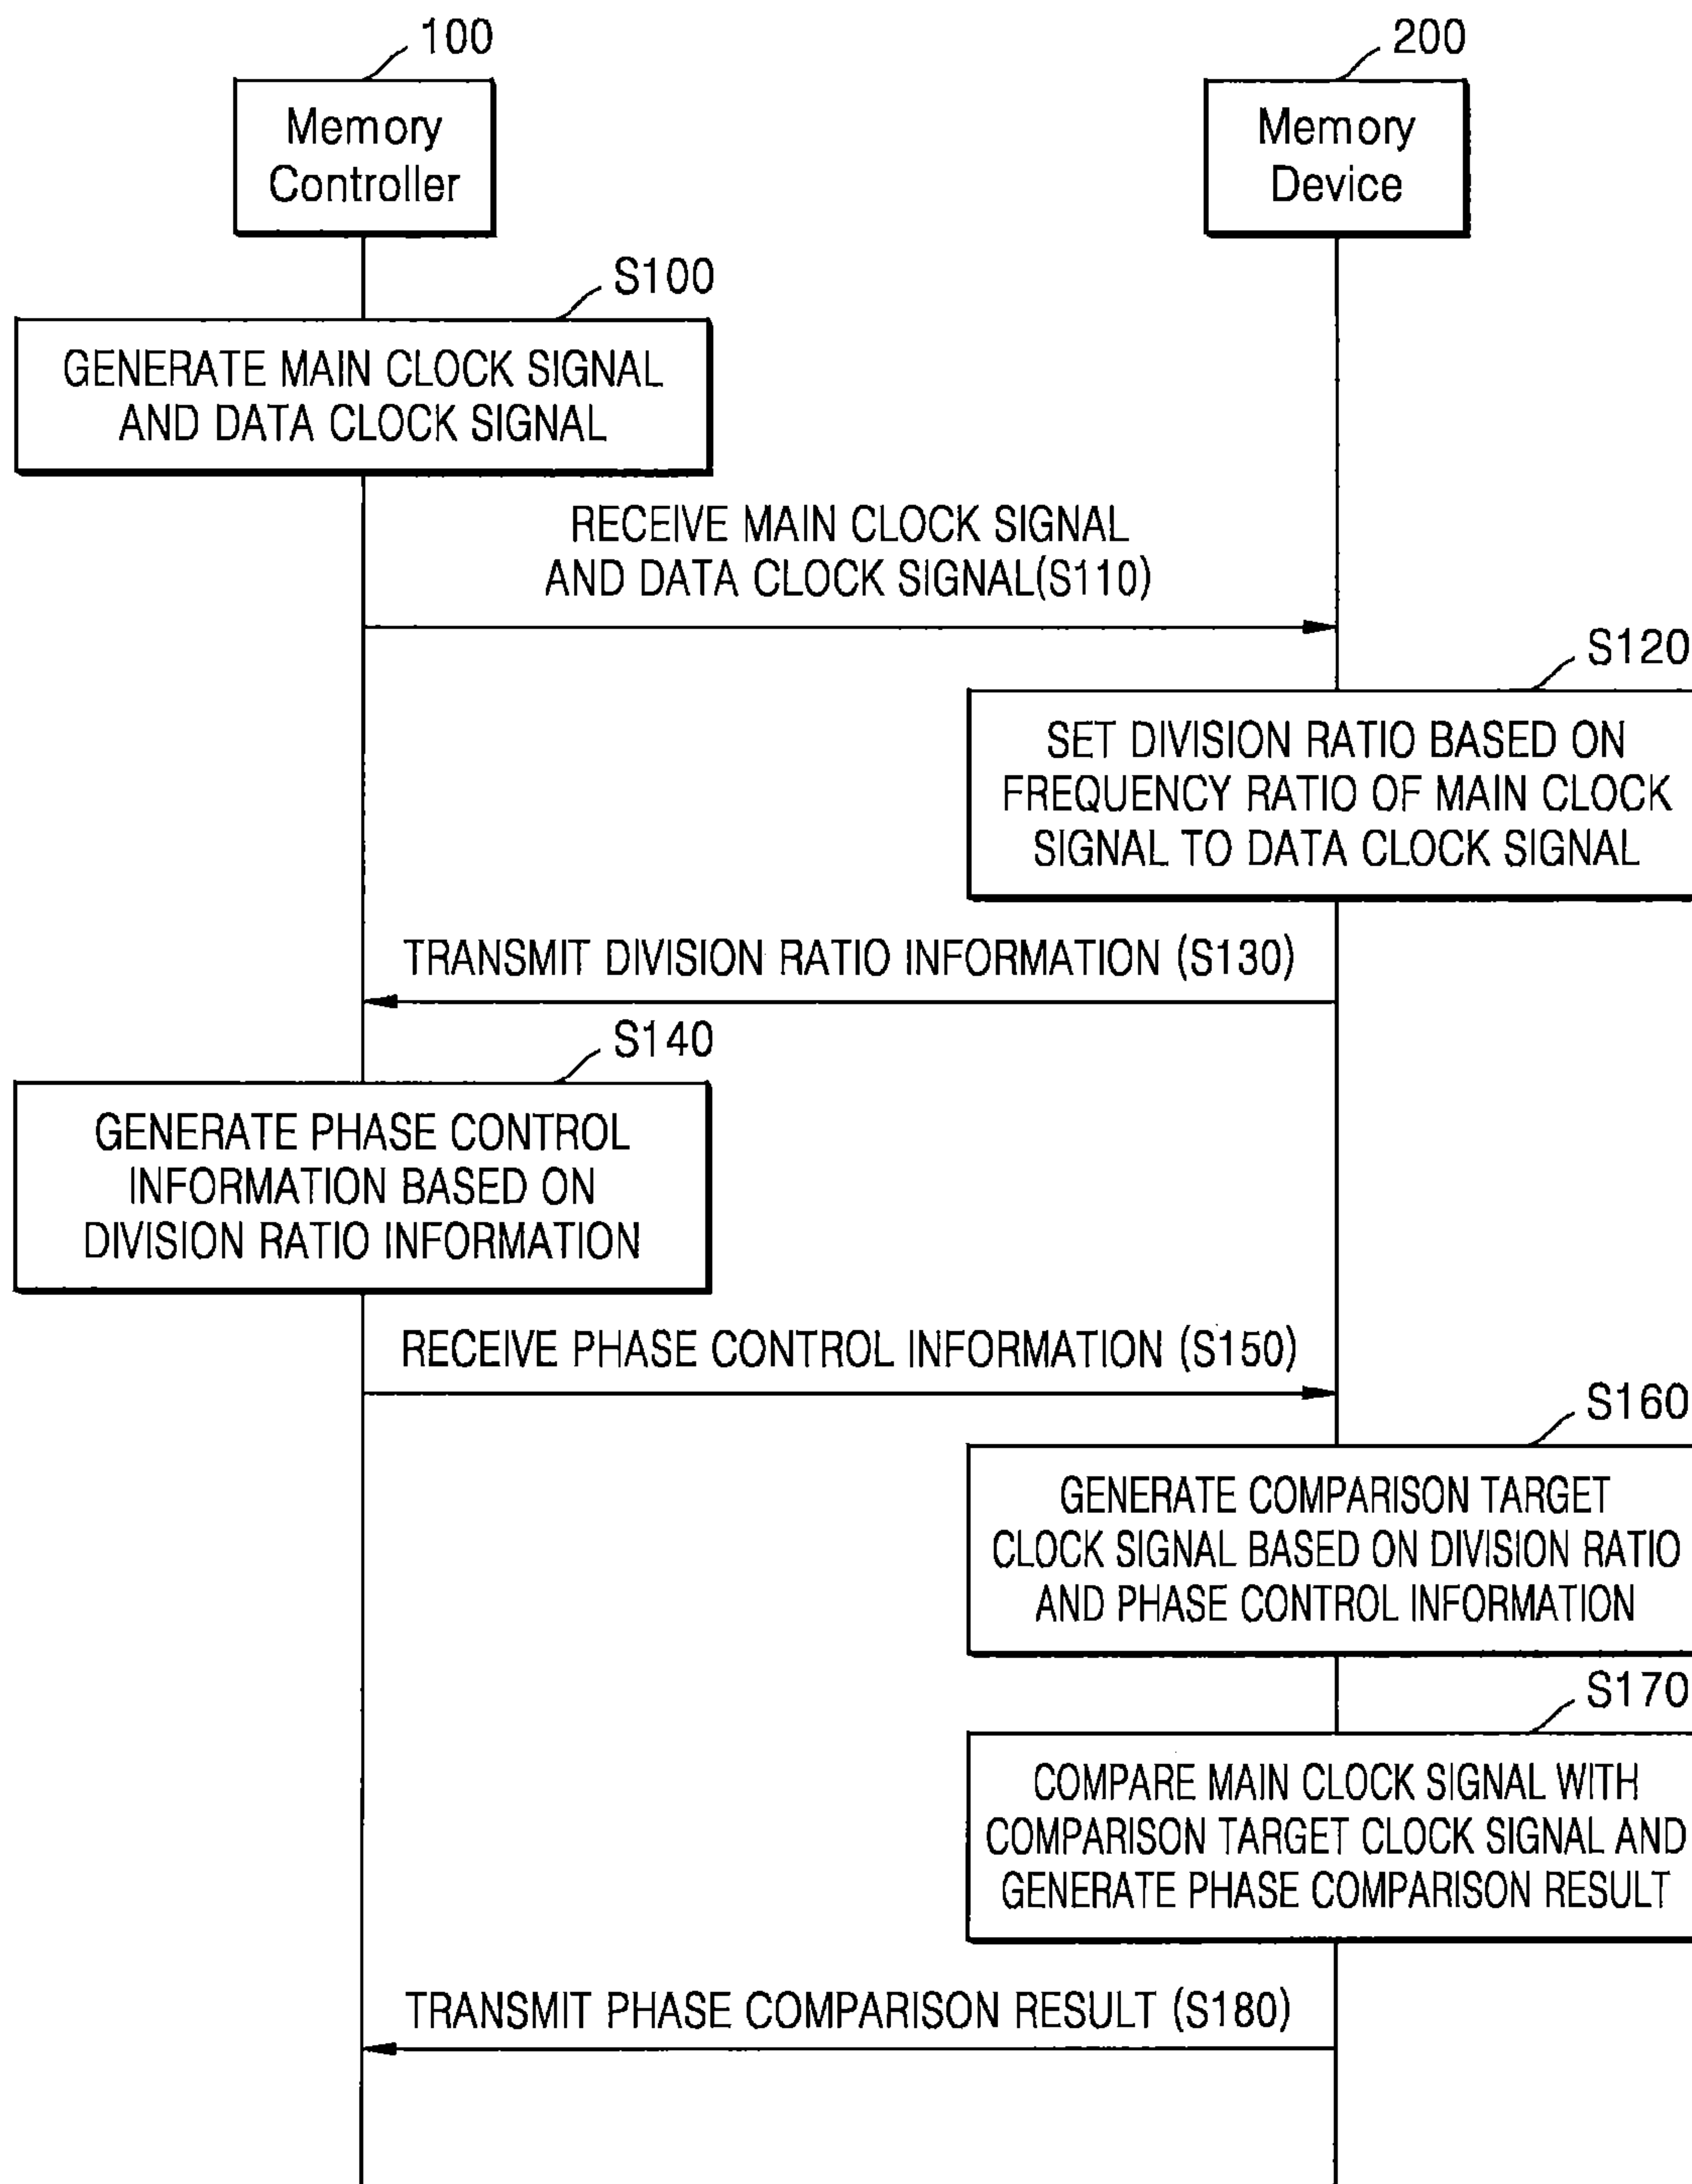 100
200
Memory
Controller
Memory
Device
S100
GENERATE MAIN CLOCK SIGNAL
AND DATA CLOCK SIGNAL
RECEIVE MAIN CLOCK SIGNAL
AND DATA CLOCK SIGNAL(S110)
S120
SET DIVISION RATIO BASED ON
FREQUENCY RATIO OF MAIN CLOCK
SIGNAL TO DATA CLOCK SIGNAL
TRANSMIT DIVISION RATIO INFORMATION (S130)
S140
GENERATE PHASE CONTROL
INFORMATION BASED ON
DIVISION RATIO INFORMATION
RECEIVE PHASE CONTROL INFORMATION (S150)
S160
GENERATE COMPARISON TARGET
CLOCK SIGNAL BASED ON DIVISION RATIO
AND PHASE CONTROL INFORMATION
S170
COMPARE MAIN CLOCK SIGNAL WITH
COMPARISON TARGET CLOCK SIGNAL AND
GENERATE PHASE COMPARISON RESULT
TRANSMIT PHASE COMPARISON RESULT (S180)